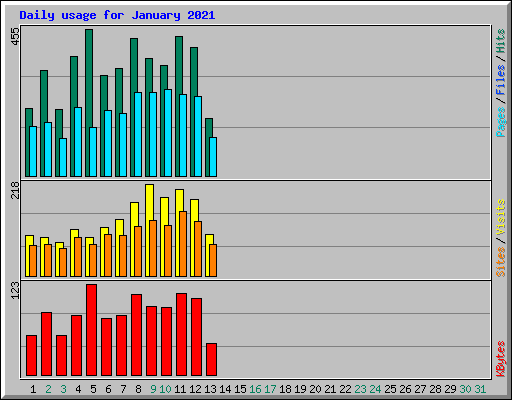 Daily usage for January 2021
455
Pages/Files/Hits
218
Sites/Visits
123
KBytes
1 2 3 4 5 6 7 8 9 10 11 12 13 14 15 16 17 18 19 20 21 22 23 24 25 26 27 28 29 30 31